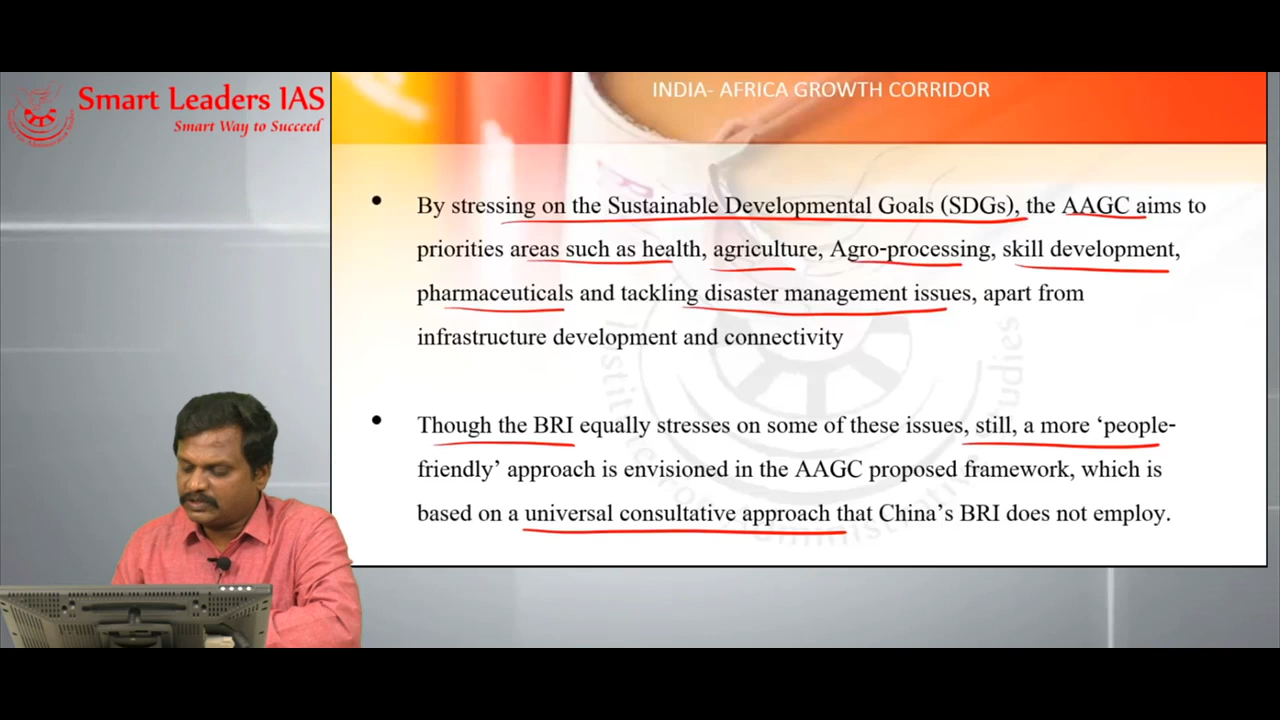 Smart Leaders IAS
Smart Way to Succeed
INDIA- AFRICA GROWTH CORRIDOR
• By stressing on the Sustainable Developmental Goals (SDGs), the AAGC aims to
priorities areas such as health, agriculture, Agro-processing, skill development,
pharmaceuticals and tackling disaster management issues, apart from
infrastructure development and connectivity
• Though the BRI equally stresses on some of these issues, still, a more ‘people-
friendly’ approach is envisioned in the AAGC proposed framework, which is
based on a universal consultative approach that China’s BRI does not employ.